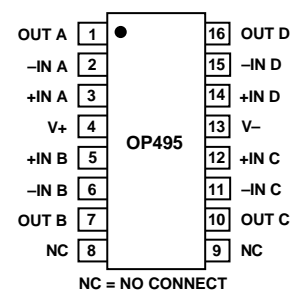 OUT A 1 16 OUT D
–IN A 2 15 –IN D
+IN A 3 14 +IN D
V+ 4 13 V–
OP495
+IN B 5 12 +IN C
–IN B 6 11 –IN C
OUT B 7 10 OUT C
NC 8 9 NC
NC = NO CONNECT